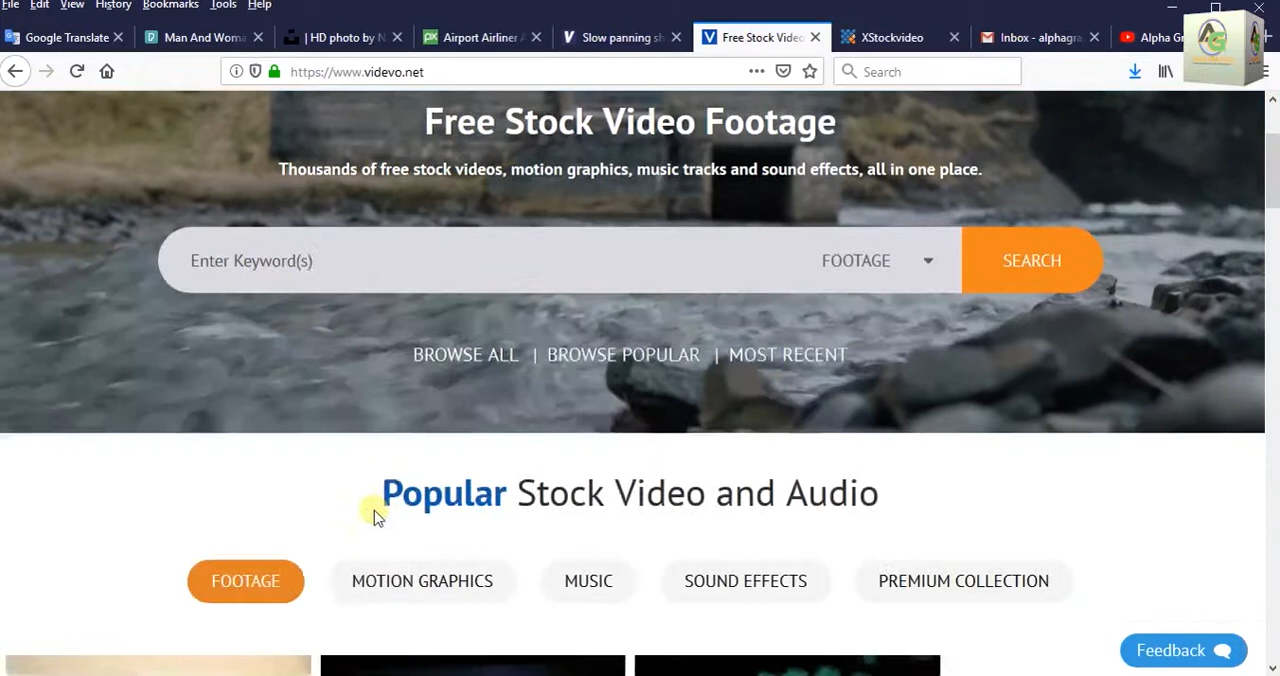 File Edit View History Bookmarks Tools Help
Google Translate
Man And Wom
| HD photo by N
Airport Airliner A
Slow panning sh
Free Stock Video
XStockvideo
Inbox - alphagra
Alpha Gr
https://www.videvo.net
Search
Free Stock Video Footage
Thousands of free stock videos, motion graphics, music tracks and sound effects, all in one place.
Enter Keyword(s) FOOTAGE SEARCH
BROWSE ALL | BROWSE POPULAR | MOST RECENT
Popular Stock Video and Audio
FOOTAGE MOTION GRAPHICS MUSIC SOUND EFFECTS PREMIUM COLLECTION
Feedback